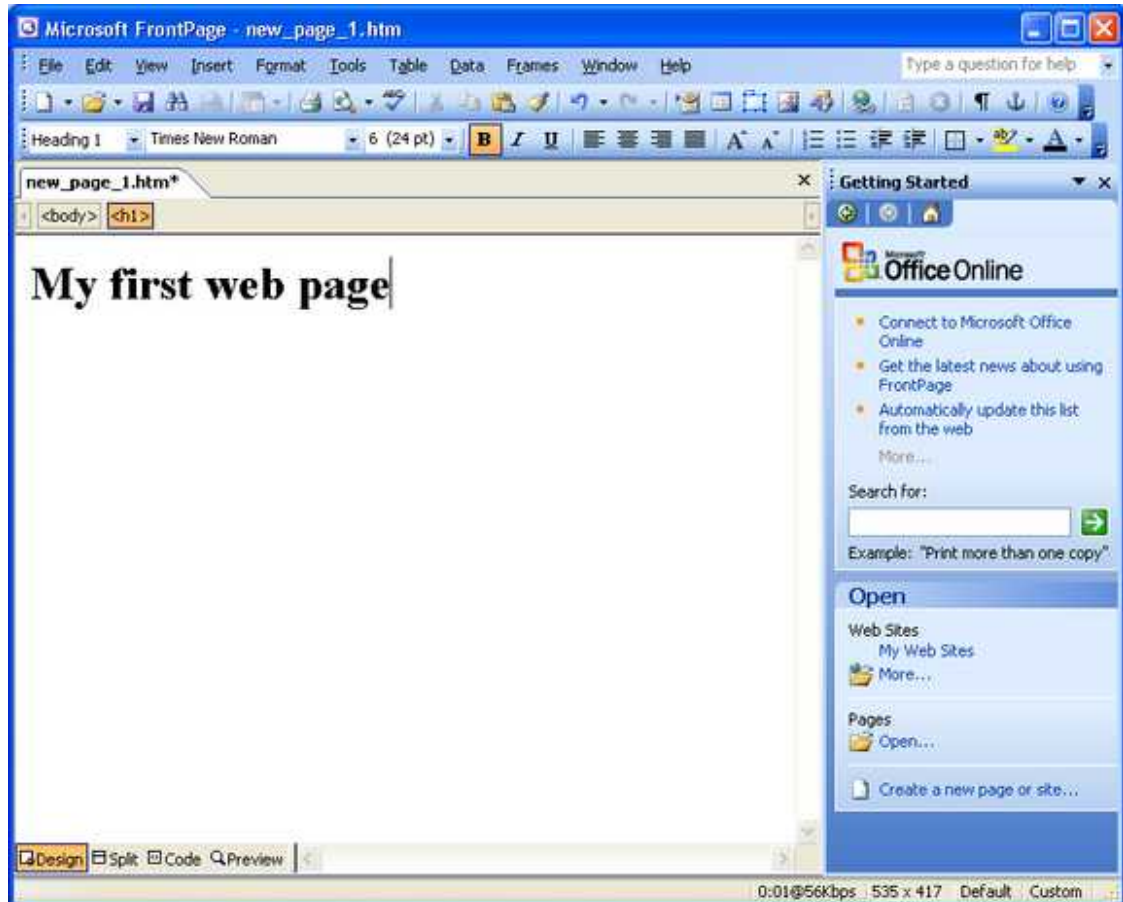 Microsoft FrontPage - new_page_1.htm
File Edit View Insert Format Tools Table Data Frames Window Help Type a question for help
Heading 1 Times New Roman 6 (24 pt) B I U A A A
new_page_1.htm*
<body> <h1>
My first web page
Design Split Code Preview
Getting Started
Microsoft
Office Online
Connect to Microsoft Office
Online
Get the latest news about using
FrontPage
Automatically update this list
from the web
More...
Search for:
Example: "Print more than one copy"
Open
Web Sites
My Web Sites
More...
Pages
Open...
Create a new page or site...
0:01@56Kbps 535 x 417 Default Custom